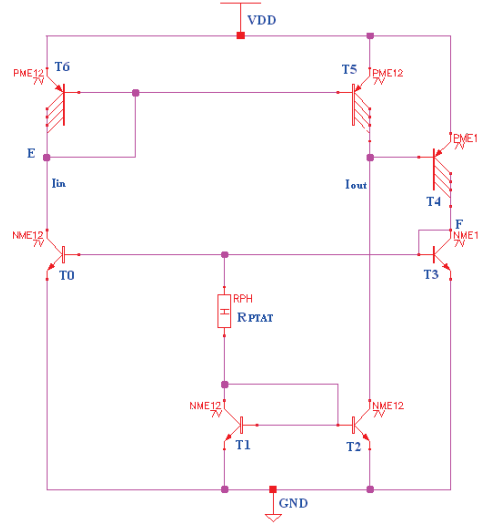 VDD
T6
T5
PME12
7V
PME12
7V
PME1
E
Iin
Iout
T4
F
NME12
7V
NME1
7V
T0
T3
RPH
RPTAT
NME12
7V
NME12
7V
T1
T2
GND